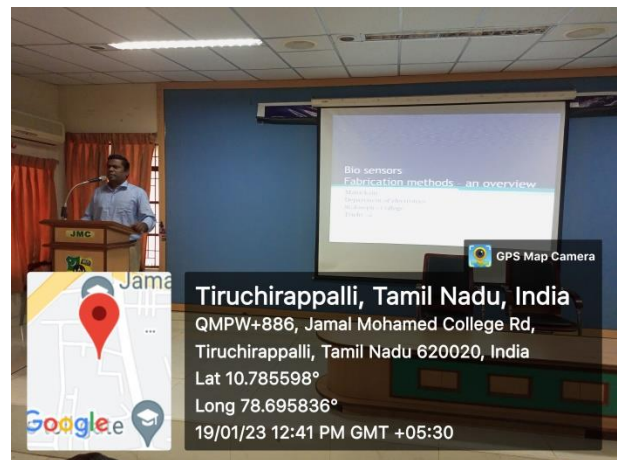 Bio sensors
Fabrication methods - an overview
JMC
GPS Map Camera
Jama
Google
Tiruchirappalli, Tamil Nadu, India
QMPW+886, Jamal Mohamed College Rd,
Tiruchirappalli, Tamil Nadu 620020, India
Lat 10.785598°
Long 78.695836°
19/01/23 12:41 PM GMT +05:30